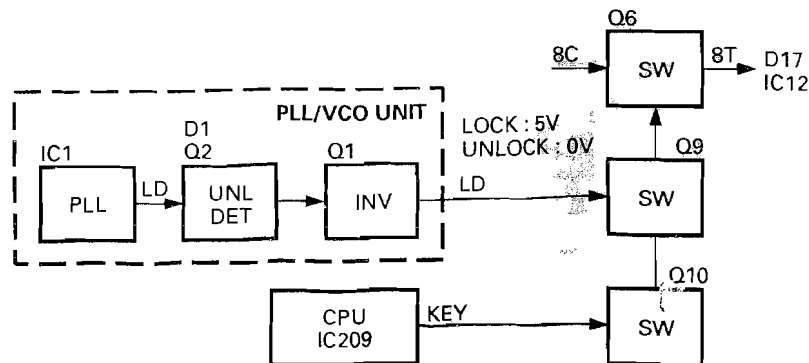 Q6
8C
SW
8T
D17
IC12
PLL/VCO UNIT
LOCK : 5V
UNLOCK : 0V
IC1
PLL
LD
D1
Q2
UNL
DET
Q1
INV
LD
Q9
SW
CPU
IC209
KEY
Q10
SW